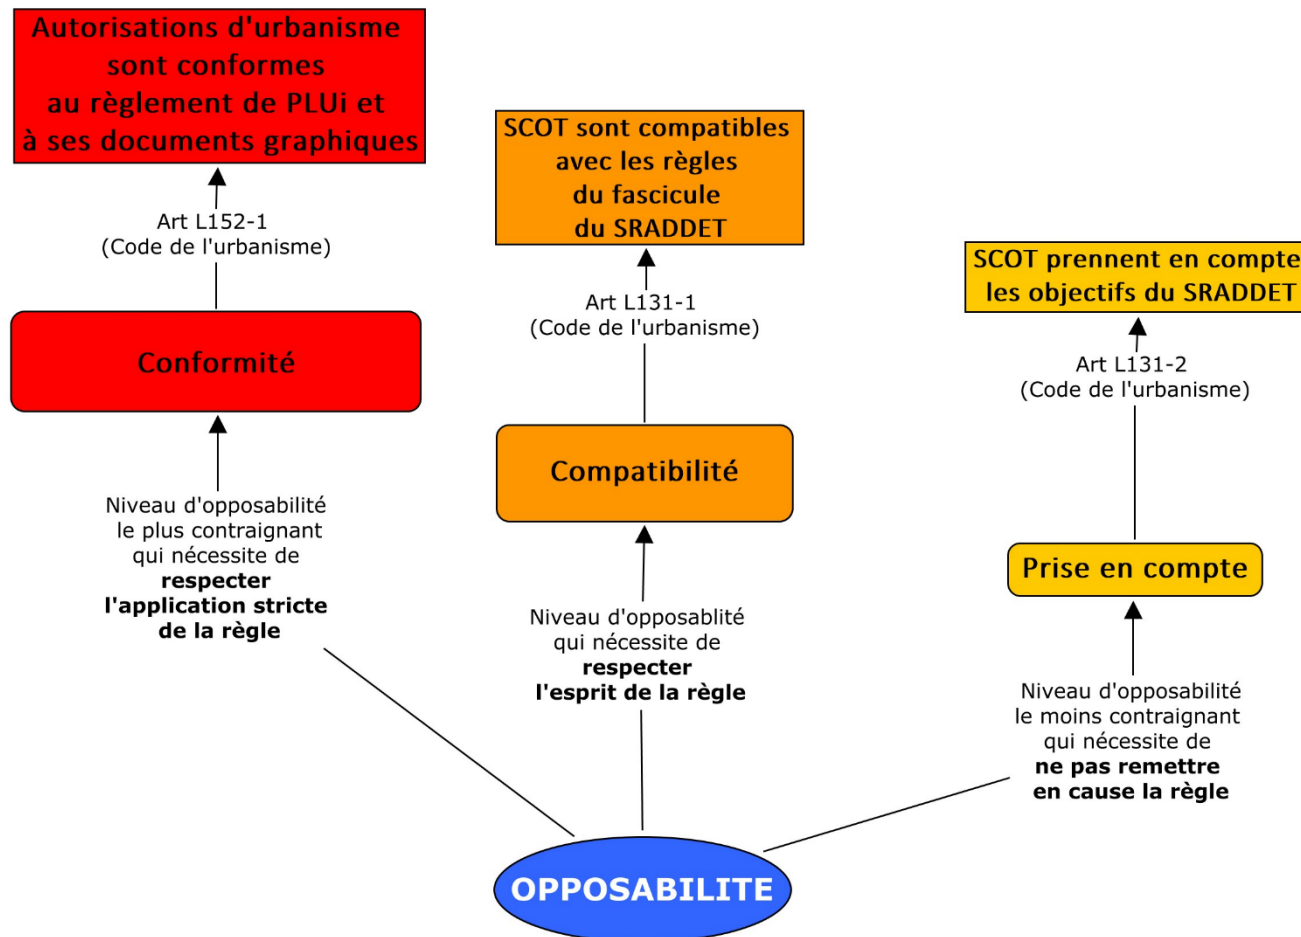 Autorisations d'urbanisme
sont conformes
au règlement de PLUi et
à ses documents graphiques
Art L152-1
(Code de l'urbanisme)
Conformité
Niveau d'opposabilité
le plus contraignant
qui nécessite de
respecter
l'application stricte
de la règle
SCOT sont compatibles
avec les règles
du fascicule
du SRADDET
Art L131-1
(Code de l'urbanisme)
Compatibilité
Niveau d'opposablité
qui nécessite de
respecter
l'esprit de la règle
SCOT prennent en compte
les objectifs du SRADDET
Art L131-2
(Code de l'urbanisme)
Prise en compte
Niveau d'opposabilité
le moins contraignant
qui nécessite de
ne pas remettre
en cause la règle
OPPOSABILITE